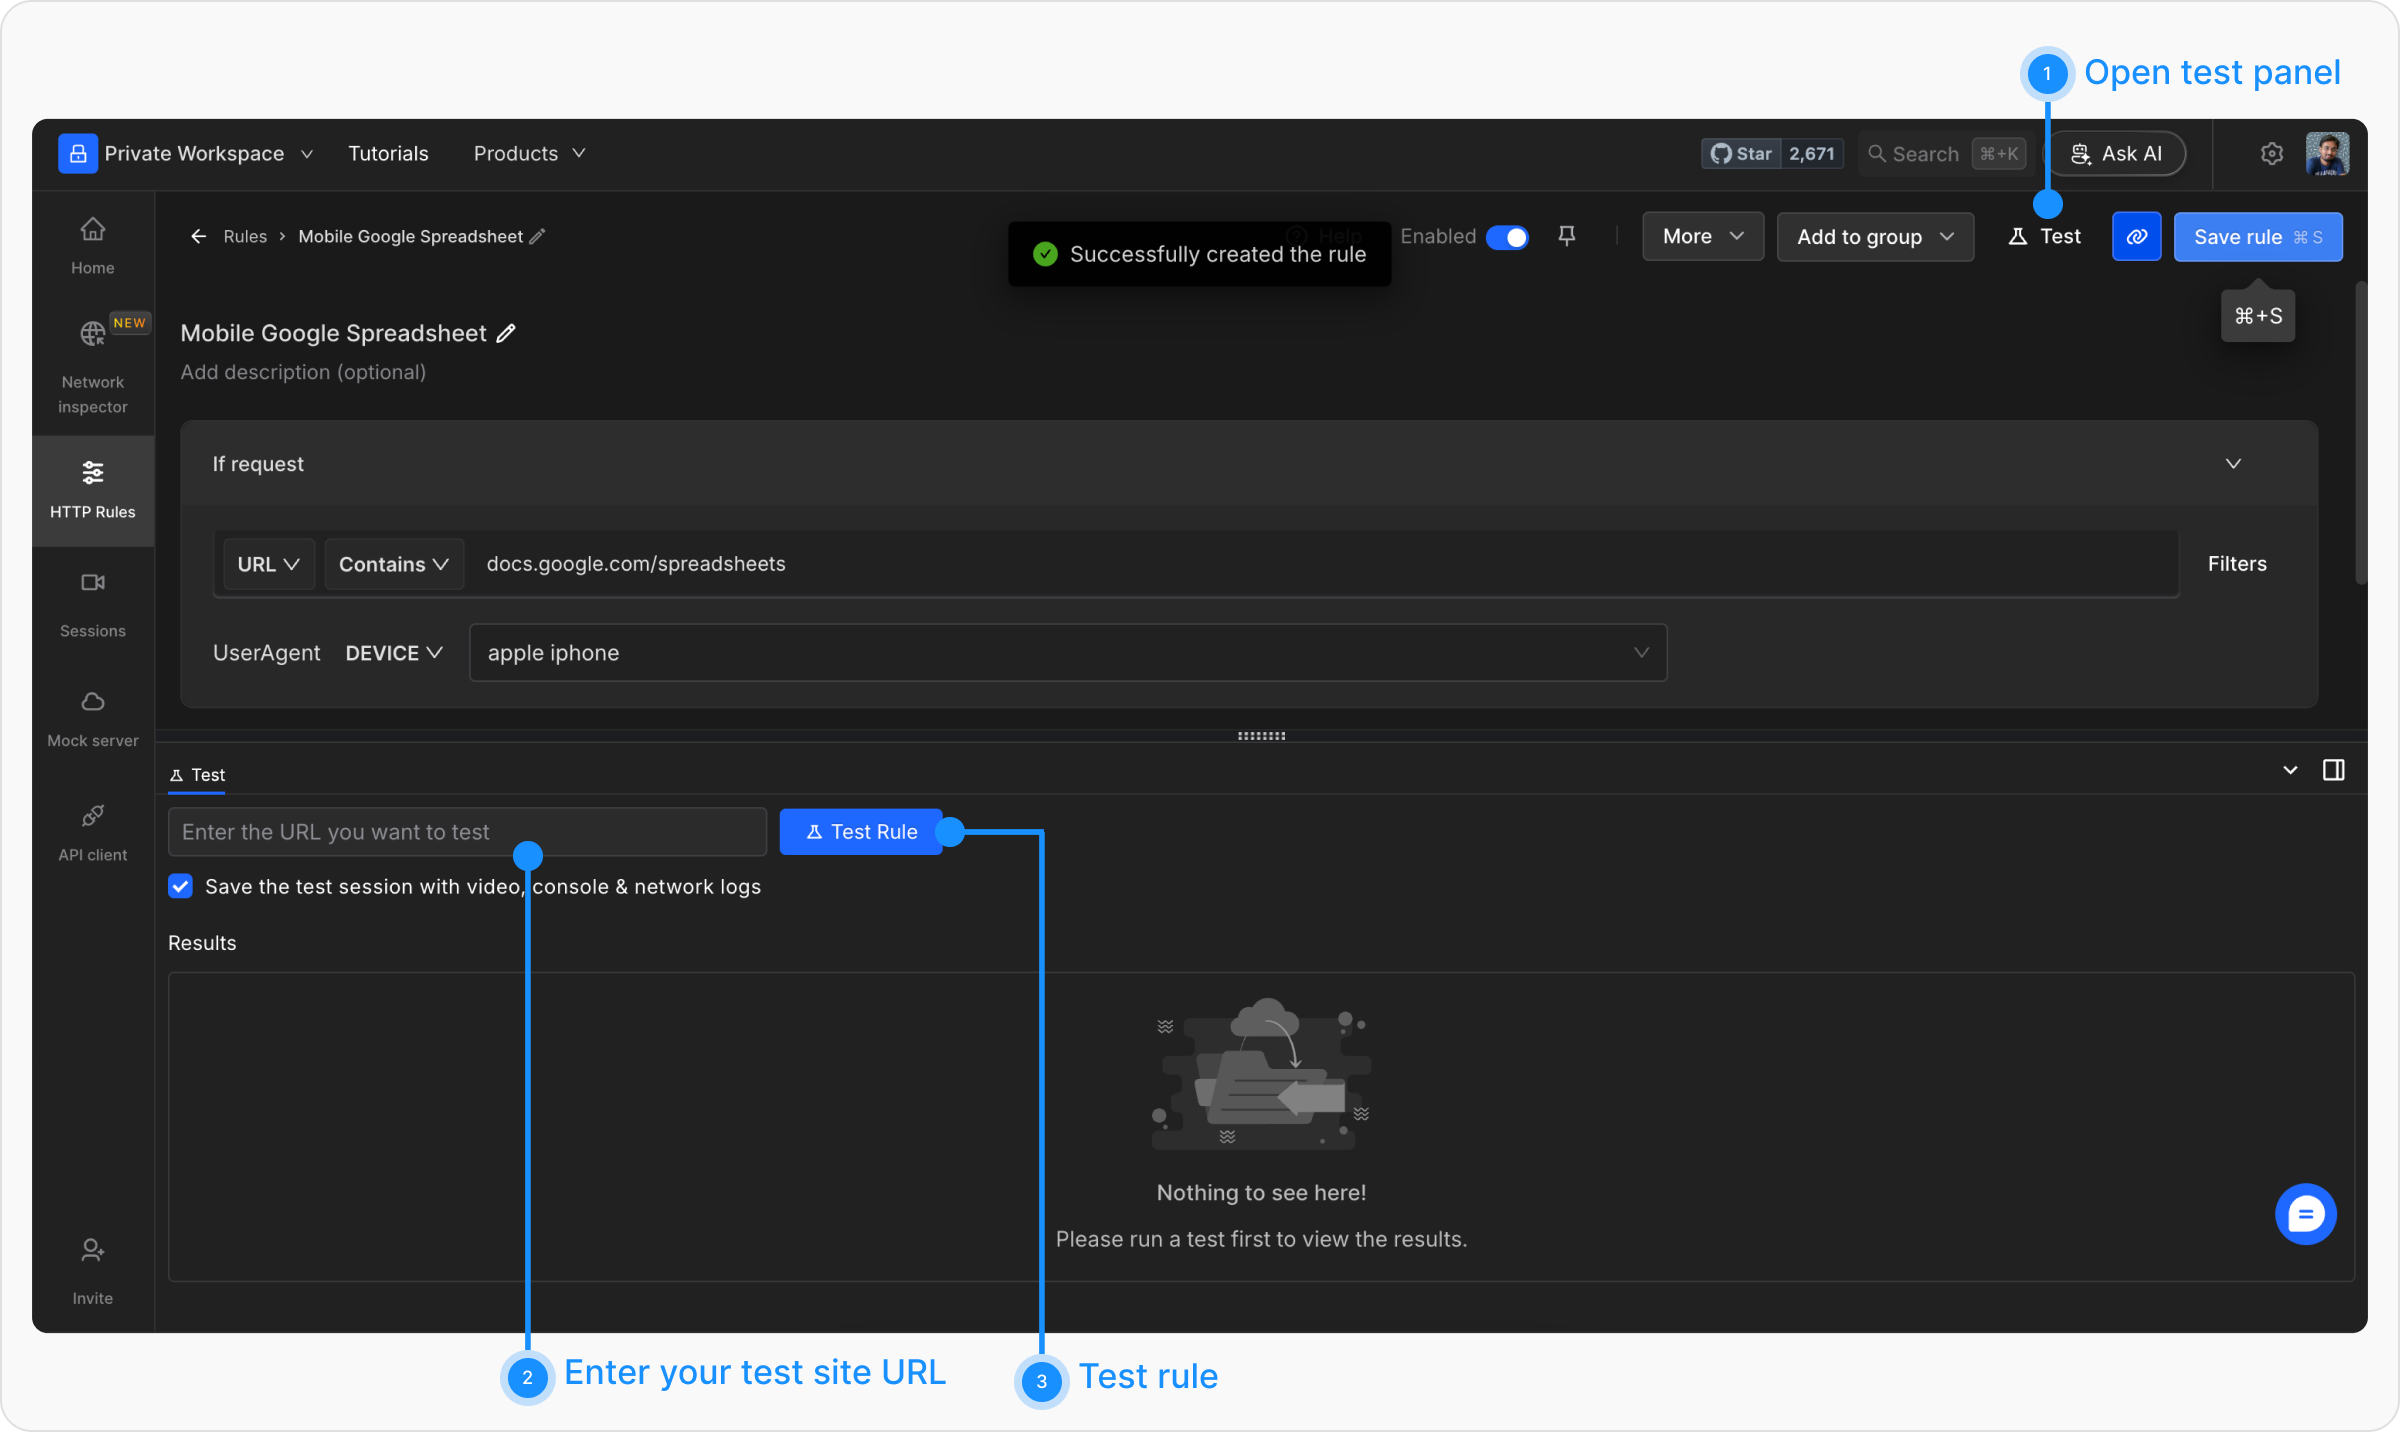 1 Open test panel
Private Workspace Tutorials Products Star 2,671 Search ⌘+K Ask AI
Rules › Mobile Google Spreadsheet Help Enabled More Add to group Test Save rule ⌘ S
Successfully created the rule
⌘+S
Home
NEW
Network
inspector
HTTP Rules
Sessions
Mock server
API client
Invite
Mobile Google Spreadsheet
Add description (optional)
If request
URL Contains docs.google.com/spreadsheets Filters
UserAgent DEVICE apple iphone
Test
Enter the URL you want to test Test Rule
Save the test session with video, console & network logs
Results
Nothing to see here!
Please run a test first to view the results.
2 Enter your test site URL
3 Test rule